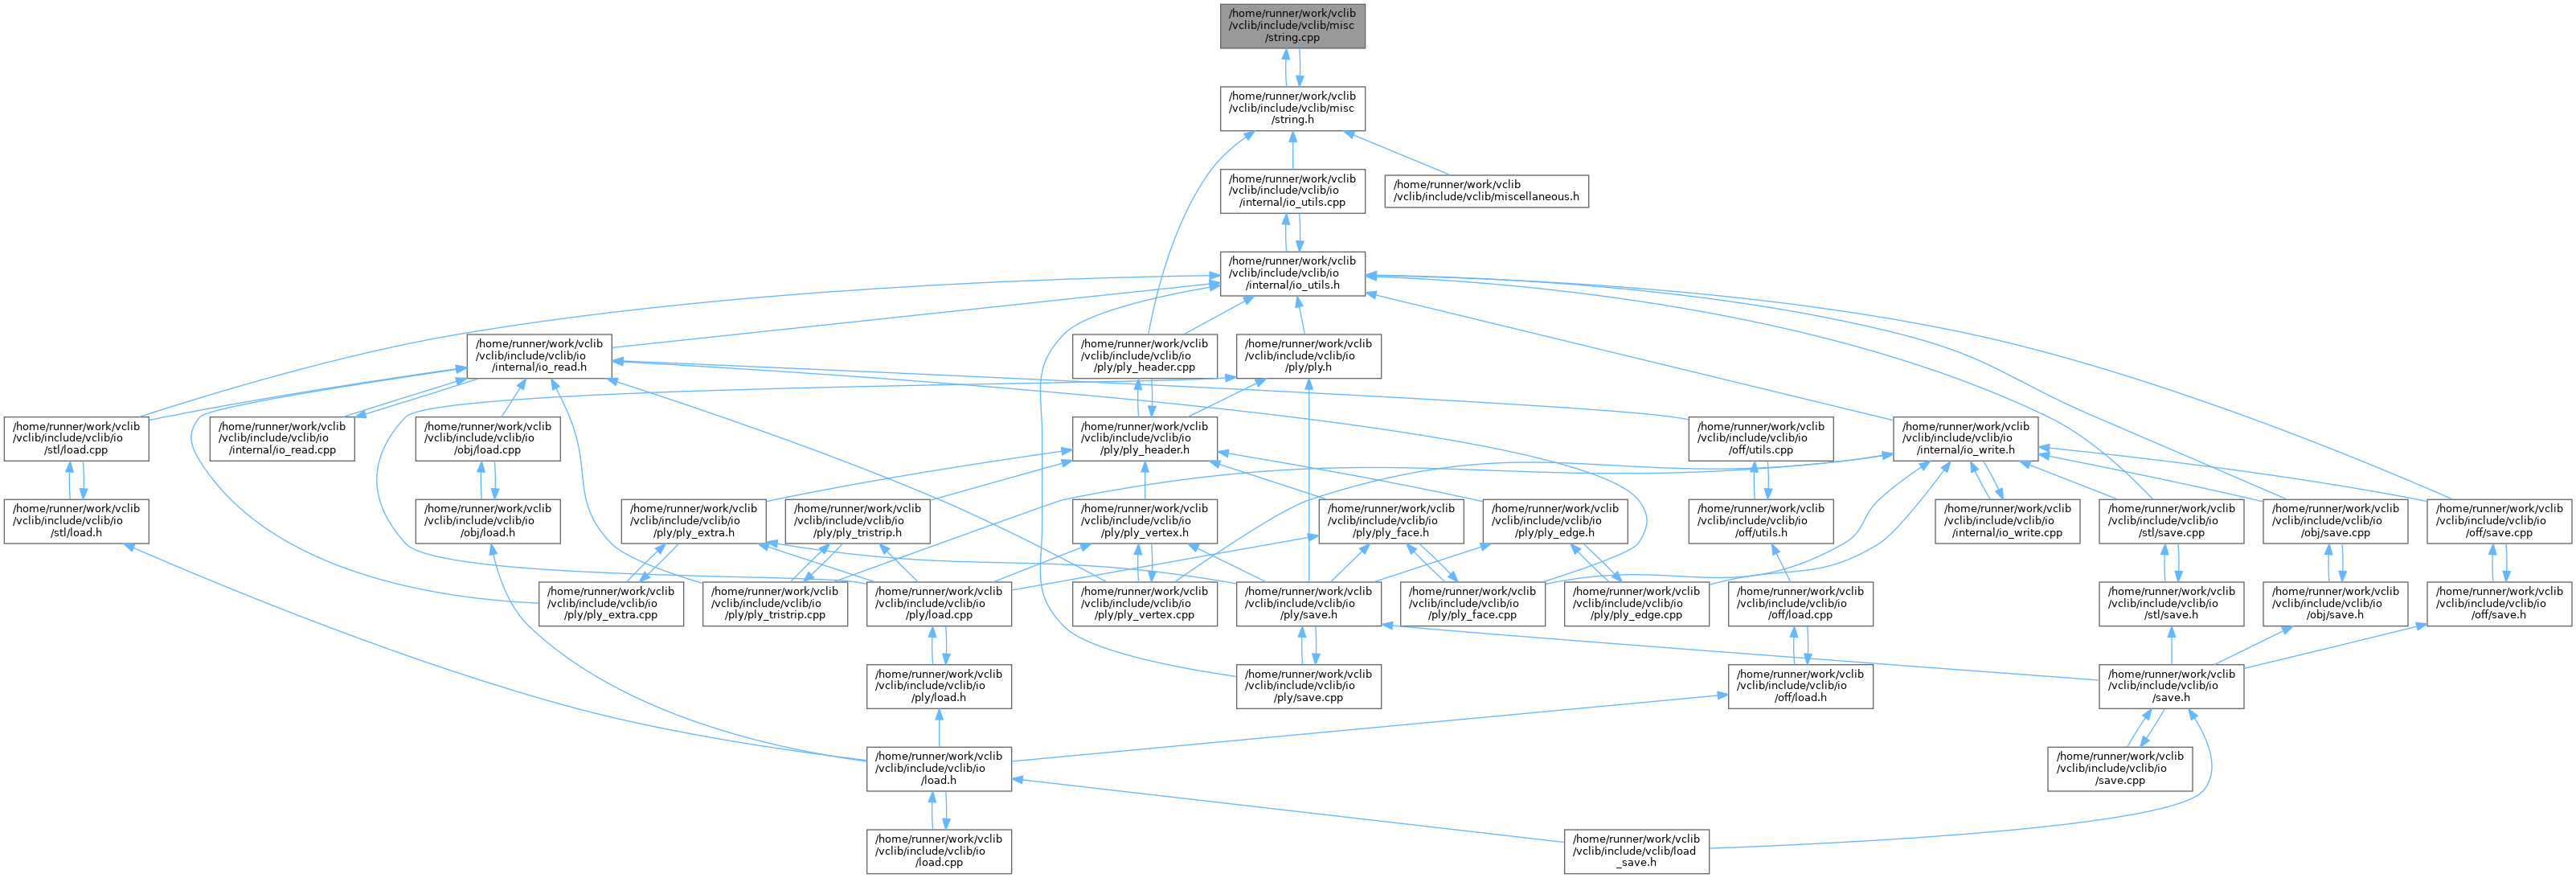 /home/runner/work/vclib
/vclib/include/vclib/misc
/string.cpp
/home/runner/work/vclib
/vclib/include/vclib/misc
/string.h
/home/runner/work/vclib
/vclib/include/vclib/io
/internal/io_utils.cpp
/home/runner/work/vclib
/vclib/include/vclib/miscellaneous.h
/home/runner/work/vclib
/vclib/include/vclib/io
/internal/io_utils.h
/home/runner/work/vclib
/vclib/include/vclib/io
/internal/io_read.h
/home/runner/work/vclib
/vclib/include/vclib/io
/ply/ply_header.cpp
/home/runner/work/vclib
/vclib/include/vclib/io
/ply/ply.h
/home/runner/work/vclib
/vclib/include/vclib/io
/stl/load.cpp
/home/runner/work/vclib
/vclib/include/vclib/io
/internal/io_read.cpp
/home/runner/work/vclib
/vclib/include/vclib/io
/obj/load.cpp
/home/runner/work/vclib
/vclib/include/vclib/io
/ply/ply_header.h
/home/runner/work/vclib
/vclib/include/vclib/io
/off/utils.cpp
/home/runner/work/vclib
/vclib/include/vclib/io
/internal/io_write.h
/home/runner/work/vclib
/vclib/include/vclib/io
/stl/load.h
/home/runner/work/vclib
/vclib/include/vclib/io
/obj/load.h
/home/runner/work/vclib
/vclib/include/vclib/io
/ply/ply_extra.h
/home/runner/work/vclib
/vclib/include/vclib/io
/ply/ply_tristrip.h
/home/runner/work/vclib
/vclib/include/vclib/io
/ply/ply_vertex.h
/home/runner/work/vclib
/vclib/include/vclib/io
/ply/ply_face.h
/home/runner/work/vclib
/vclib/include/vclib/io
/ply/ply_edge.h
/home/runner/work/vclib
/vclib/include/vclib/io
/off/utils.h
/home/runner/work/vclib
/vclib/include/vclib/io
/internal/io_write.cpp
/home/runner/work/vclib
/vclib/include/vclib/io
/stl/save.cpp
/home/runner/work/vclib
/vclib/include/vclib/io
/obj/save.cpp
/home/runner/work/vclib
/vclib/include/vclib/io
/off/save.cpp
/home/runner/work/vclib
/vclib/include/vclib/io
/ply/ply_extra.cpp
/home/runner/work/vclib
/vclib/include/vclib/io
/ply/ply_tristrip.cpp
/home/runner/work/vclib
/vclib/include/vclib/io
/ply/load.cpp
/home/runner/work/vclib
/vclib/include/vclib/io
/ply/ply_vertex.cpp
/home/runner/work/vclib
/vclib/include/vclib/io
/ply/save.h
/home/runner/work/vclib
/vclib/include/vclib/io
/ply/ply_face.cpp
/home/runner/work/vclib
/vclib/include/vclib/io
/ply/ply_edge.cpp
/home/runner/work/vclib
/vclib/include/vclib/io
/off/load.cpp
/home/runner/work/vclib
/vclib/include/vclib/io
/stl/save.h
/home/runner/work/vclib
/vclib/include/vclib/io
/obj/save.h
/home/runner/work/vclib
/vclib/include/vclib/io
/off/save.h
/home/runner/work/vclib
/vclib/include/vclib/io
/ply/load.h
/home/runner/work/vclib
/vclib/include/vclib/io
/ply/save.cpp
/home/runner/work/vclib
/vclib/include/vclib/io
/off/load.h
/home/runner/work/vclib
/vclib/include/vclib/io
/save.h
/home/runner/work/vclib
/vclib/include/vclib/io
/load.h
/home/runner/work/vclib
/vclib/include/vclib/io
/save.cpp
/home/runner/work/vclib
/vclib/include/vclib/io
/load.cpp
/home/runner/work/vclib
/vclib/include/vclib/load
_save.h